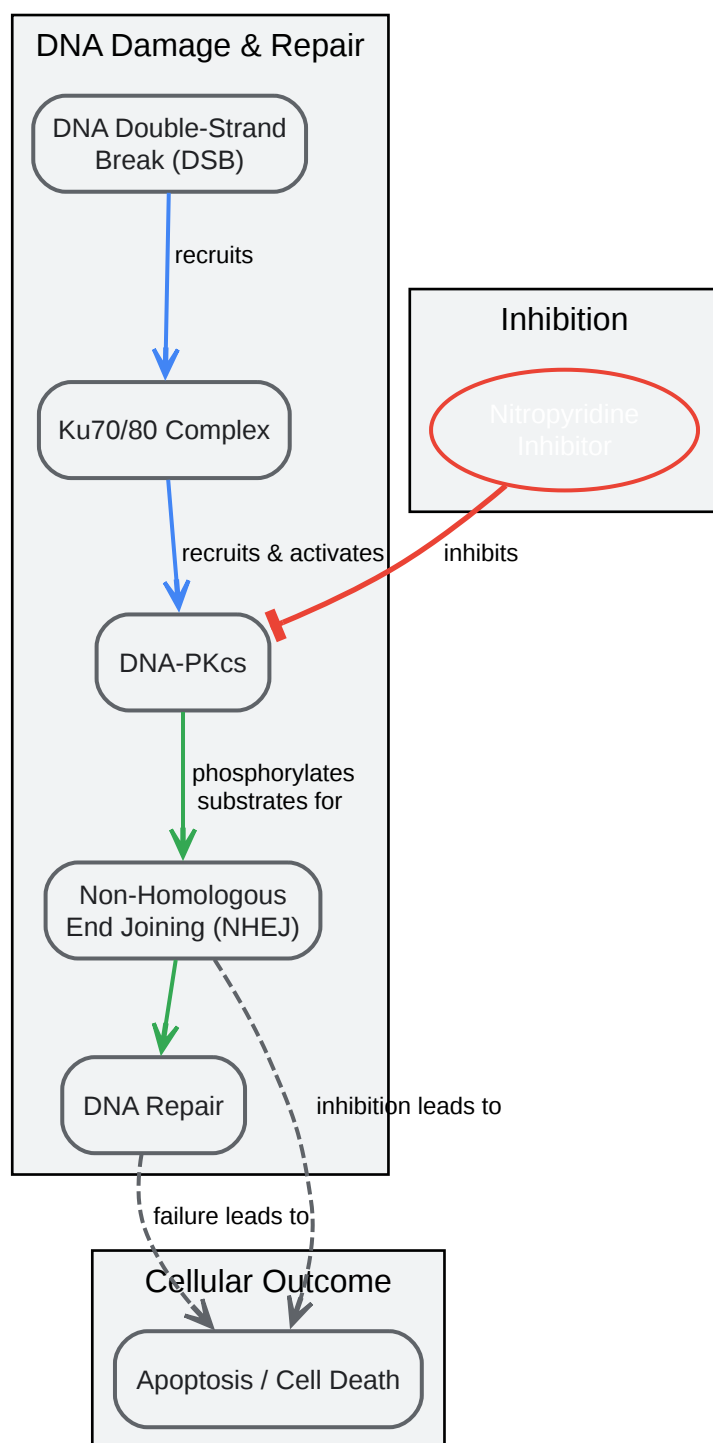 DNA Damage & Repair
DNA Double-Strand
Break (DSB)
recruits
Inhibition
Nitropyridine
Inhibitor
Ku70/80 Complex
recruits & activates
inhibits
DNA-PKcs
phosphorylates
substrates for
Non-Homologous
End Joining (NHEJ)
DNA Repair
inhibition leads to
failure leads to
Cellular Outcome
Apoptosis / Cell Death